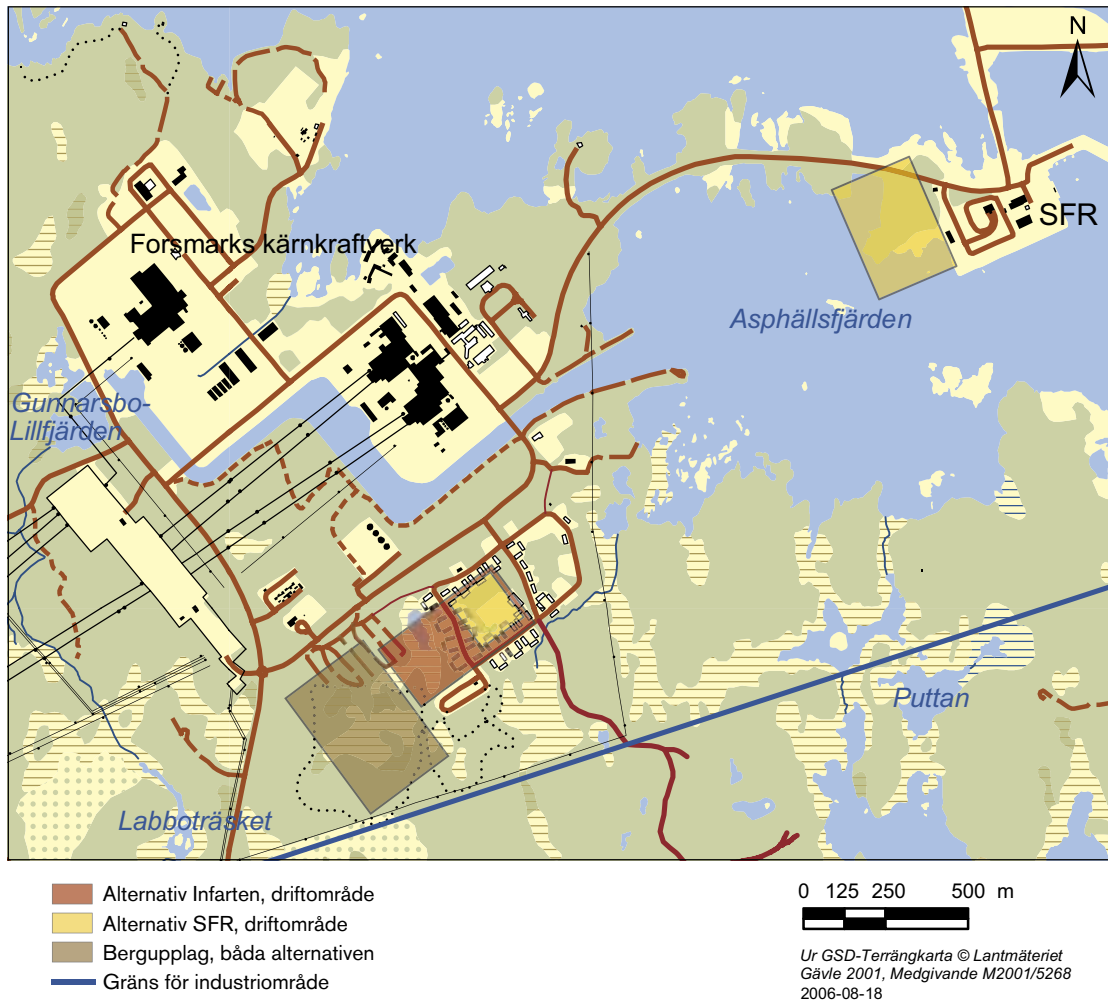 N
SFR
Forsmarks kärnkraftverk
Asphällsfjärden
Gunnarsbo-
Lillfjärden
Puttan
Labboträsket
Alternativ Infarten, driftområde
Alternativ SFR, driftområde
Bergupplag, båda alternativen
Gräns för industriområde
0 125 250 500 m
Ur GSD-Terrängkarta © Lantmäteriet
Gävle 2001, Medgivande M2001/5268
2006-08-18